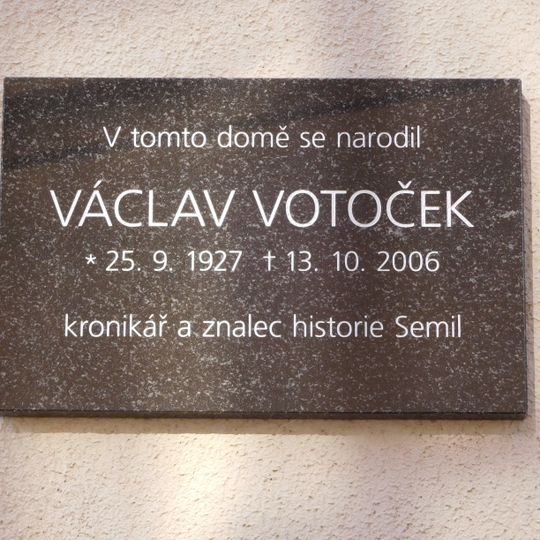 V tomto domě se narodil
VÁCLAV VOTOČEK
* 25. 9. 1927 † 13. 10. 2006
kronikář a znalec historie Semil